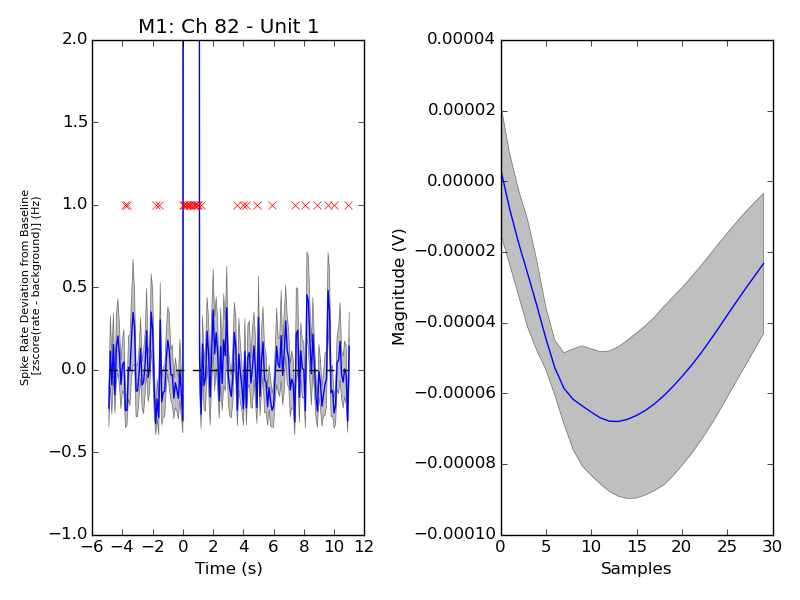 M1: Ch 82 - Unit 1
2.0
1.5
1.0
0.5
0.0
−0.5
−1.0
−6 −4 −2 0 2 4 6 8 10 12
Time (s)
Spike Rate Deviation from Baseline
[zscore(rate - background)] (Hz)
0.00004
0.00002
0.00000
−0.00002
−0.00004
−0.00006
−0.00008
−0.00010
0 5 10 15 20 25 30
Samples
Magnitude (V)